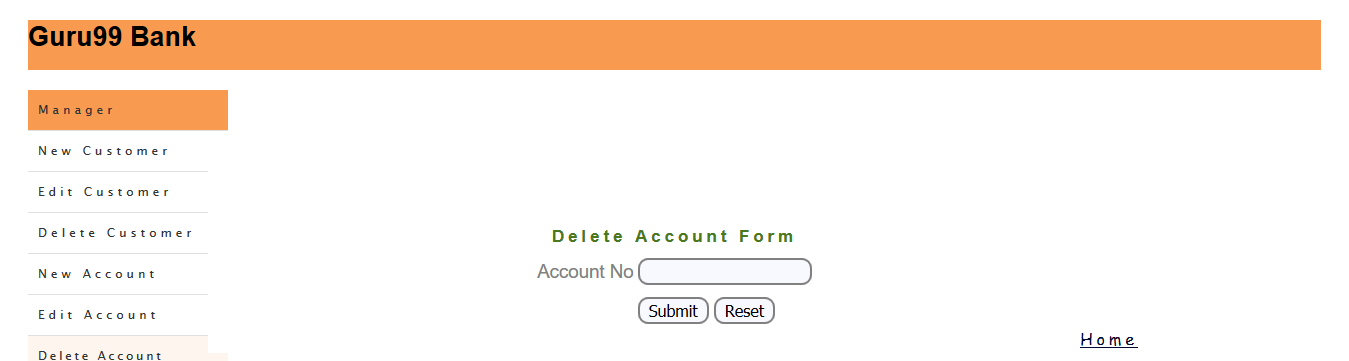 Guru99 Bank
Manager
New Customer
Edit Customer
Delete Customer
New Account
Edit Account
Delete Account
Delete Account Form
Account No
Submit Reset
Home